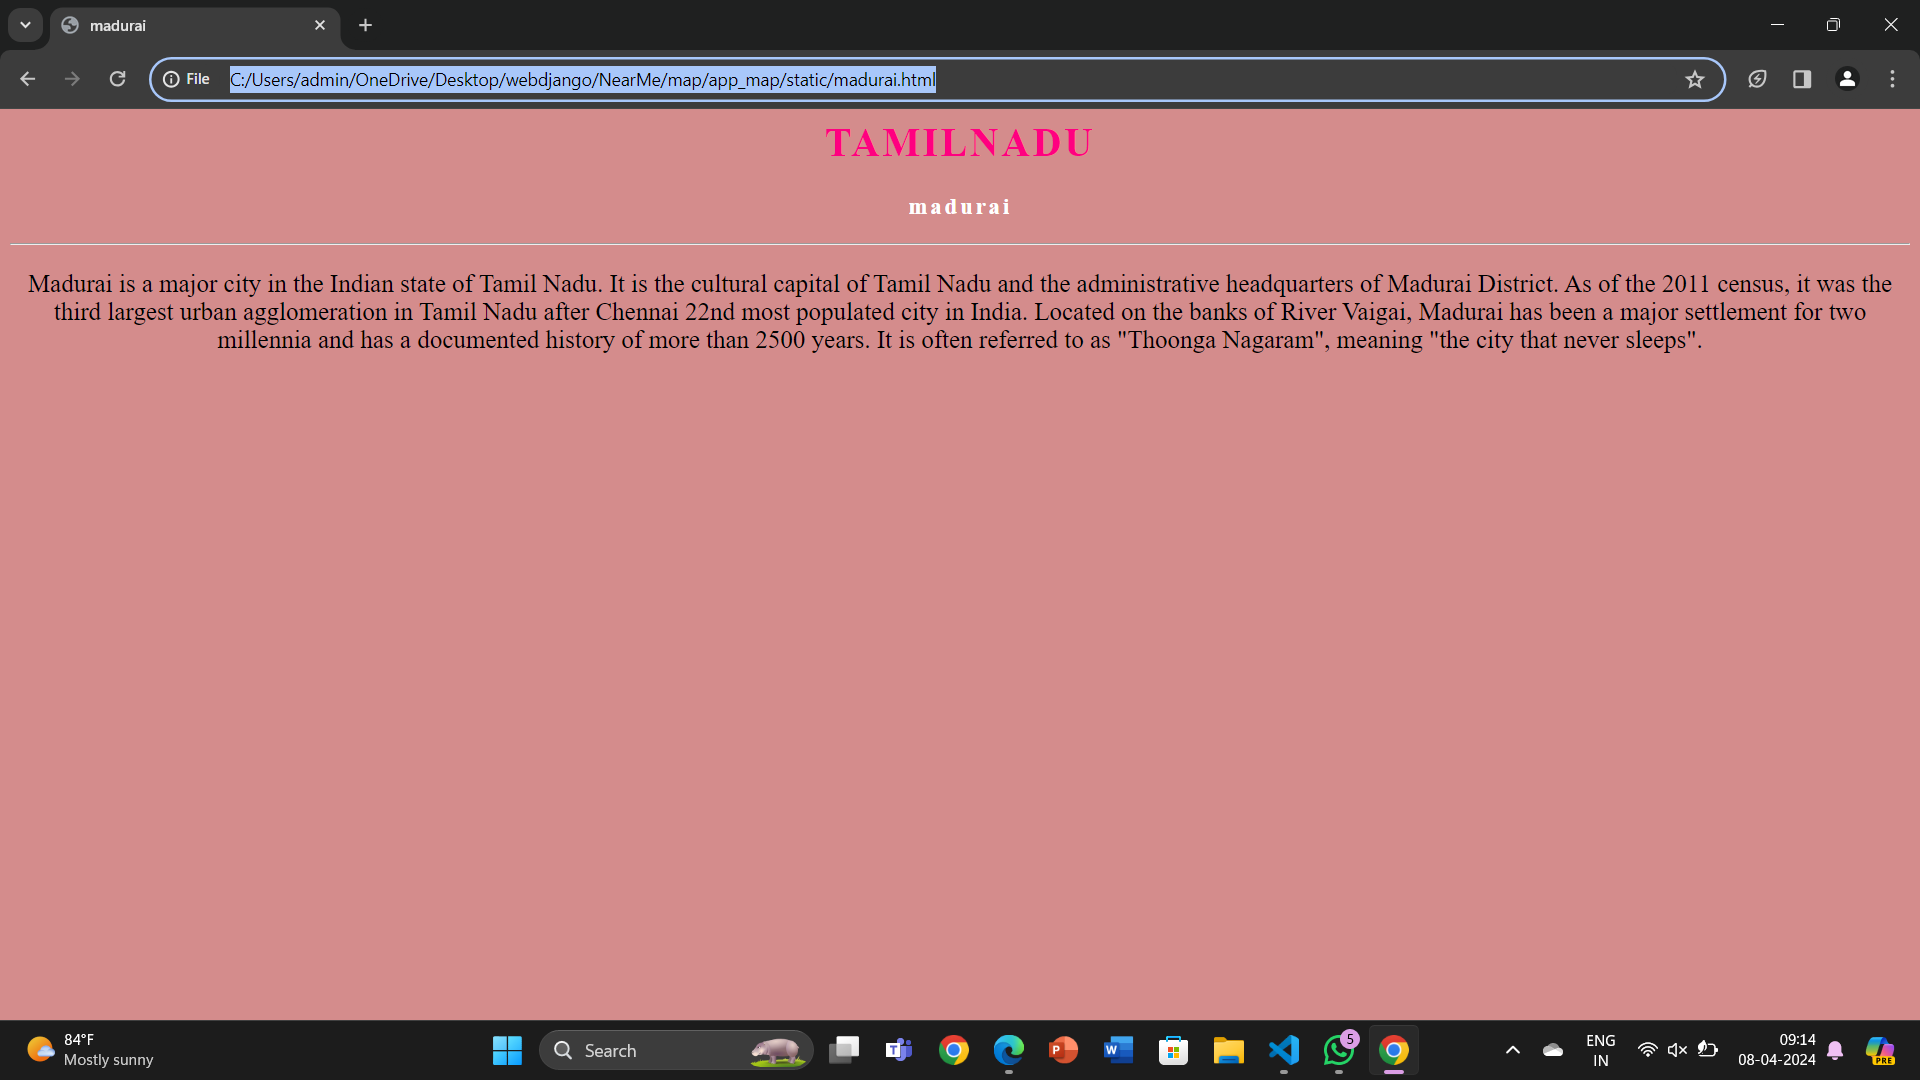 madurai
File
C:/Users/admin/OneDrive/Desktop/webdjango/NearMe/map/app_map/static/madurai.html
TAMILNADU
madurai
Madurai is a major city in the Indian state of Tamil Nadu. It is the cultural capital of Tamil Nadu and the administrative headquarters of Madurai District. As of the 2011 census, it was the
third largest urban agglomeration in Tamil Nadu after Chennai 22nd most populated city in India. Located on the banks of River Vaigai, Madurai has been a major settlement for two
millennia and has a documented history of more than 2500 years. It is often referred to as "Thoonga Nagaram", meaning "the city that never sleeps".
84°F
Mostly sunny
Search
T
P
W
5
ENG
IN
09:14
08-04-2024
PRE